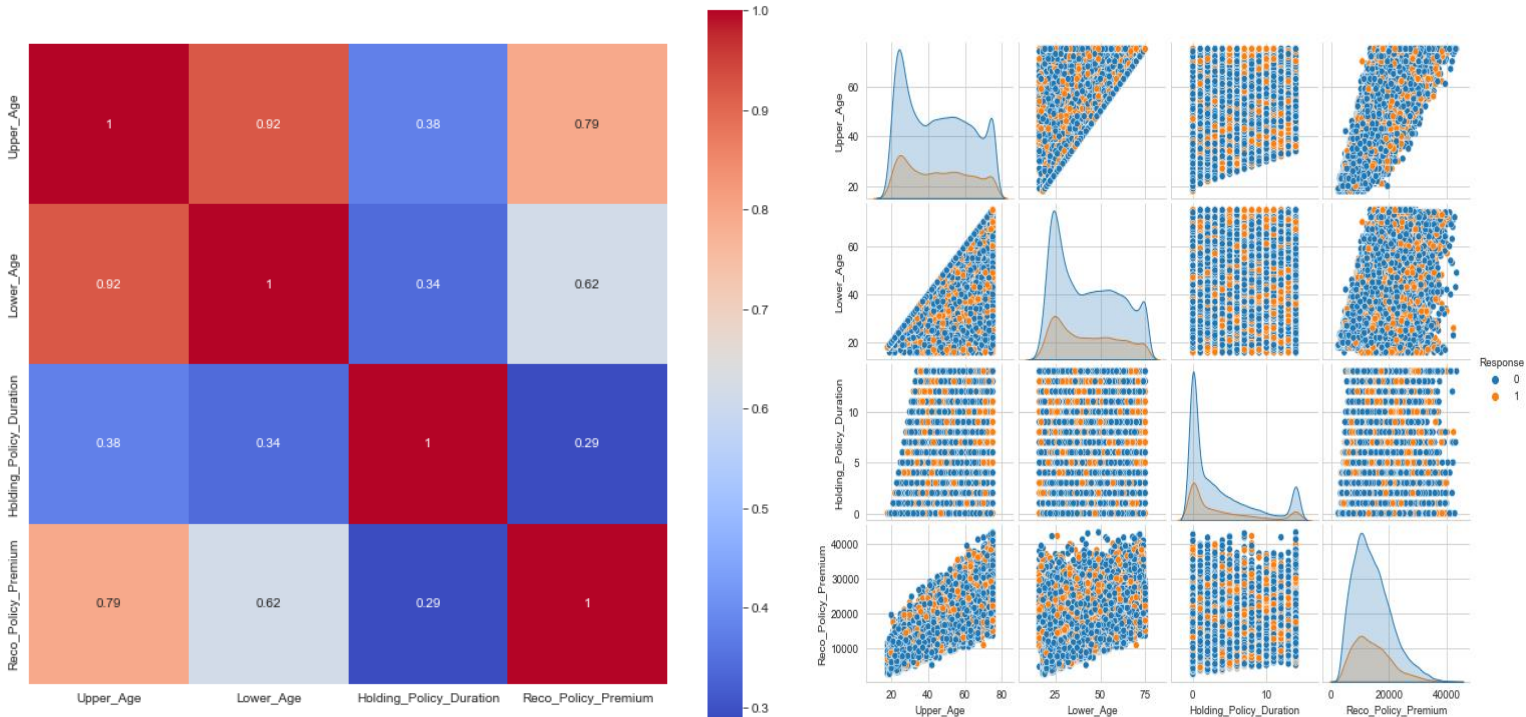 1.0
1 0.92 0.38 0.79
0.92 1 0.34 0.62
0.38 0.34 1 0.29
0.79 0.62 0.29 1
Upper_Age
Lower_Age
Holding_Policy_Duration
Reco_Policy_Premium
Upper_Age Lower_Age Holding_Policy_Duration Reco_Policy_Premium
0.9
0.8
0.7
0.6
0.5
0.4
0.3
Upper_Age
60
40
20
Lower_Age
60
40
20
Holding_Policy_Duration
10
5
0
Reco_Policy_Premium
40000
30000
20000
10000
20 40 60 80
Upper_Age
25 50 75
Lower_Age
0 10
Holding_Policy_Duration
0 20000 40000
Reco_Policy_Premium
Response
0
1